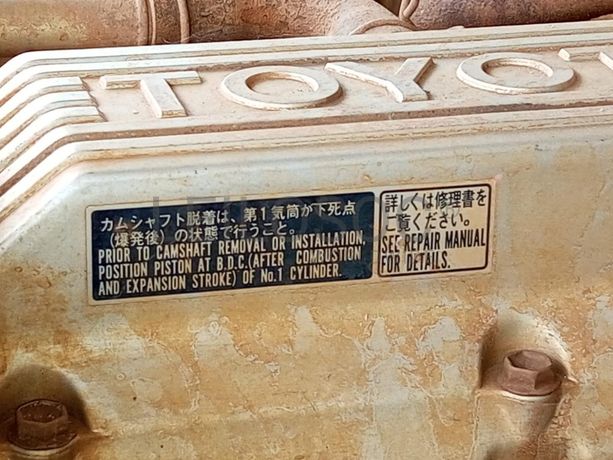 TOYO
カムシャフト脱着は、第1気筒が下死点
(爆発後)の状態で行うこと。
PRIOR TO CAMSHAFT REMOVAL OR INSTALLATION,
POSITION PISTON AT B.D.C.(AFTER COMBUSTION
AND EXPANSION STROKE) OF No.1 CYLINDER.
詳しくは修理書を
ご覧ください。
SEE REPAIR MANUAL
FOR DETAILS.